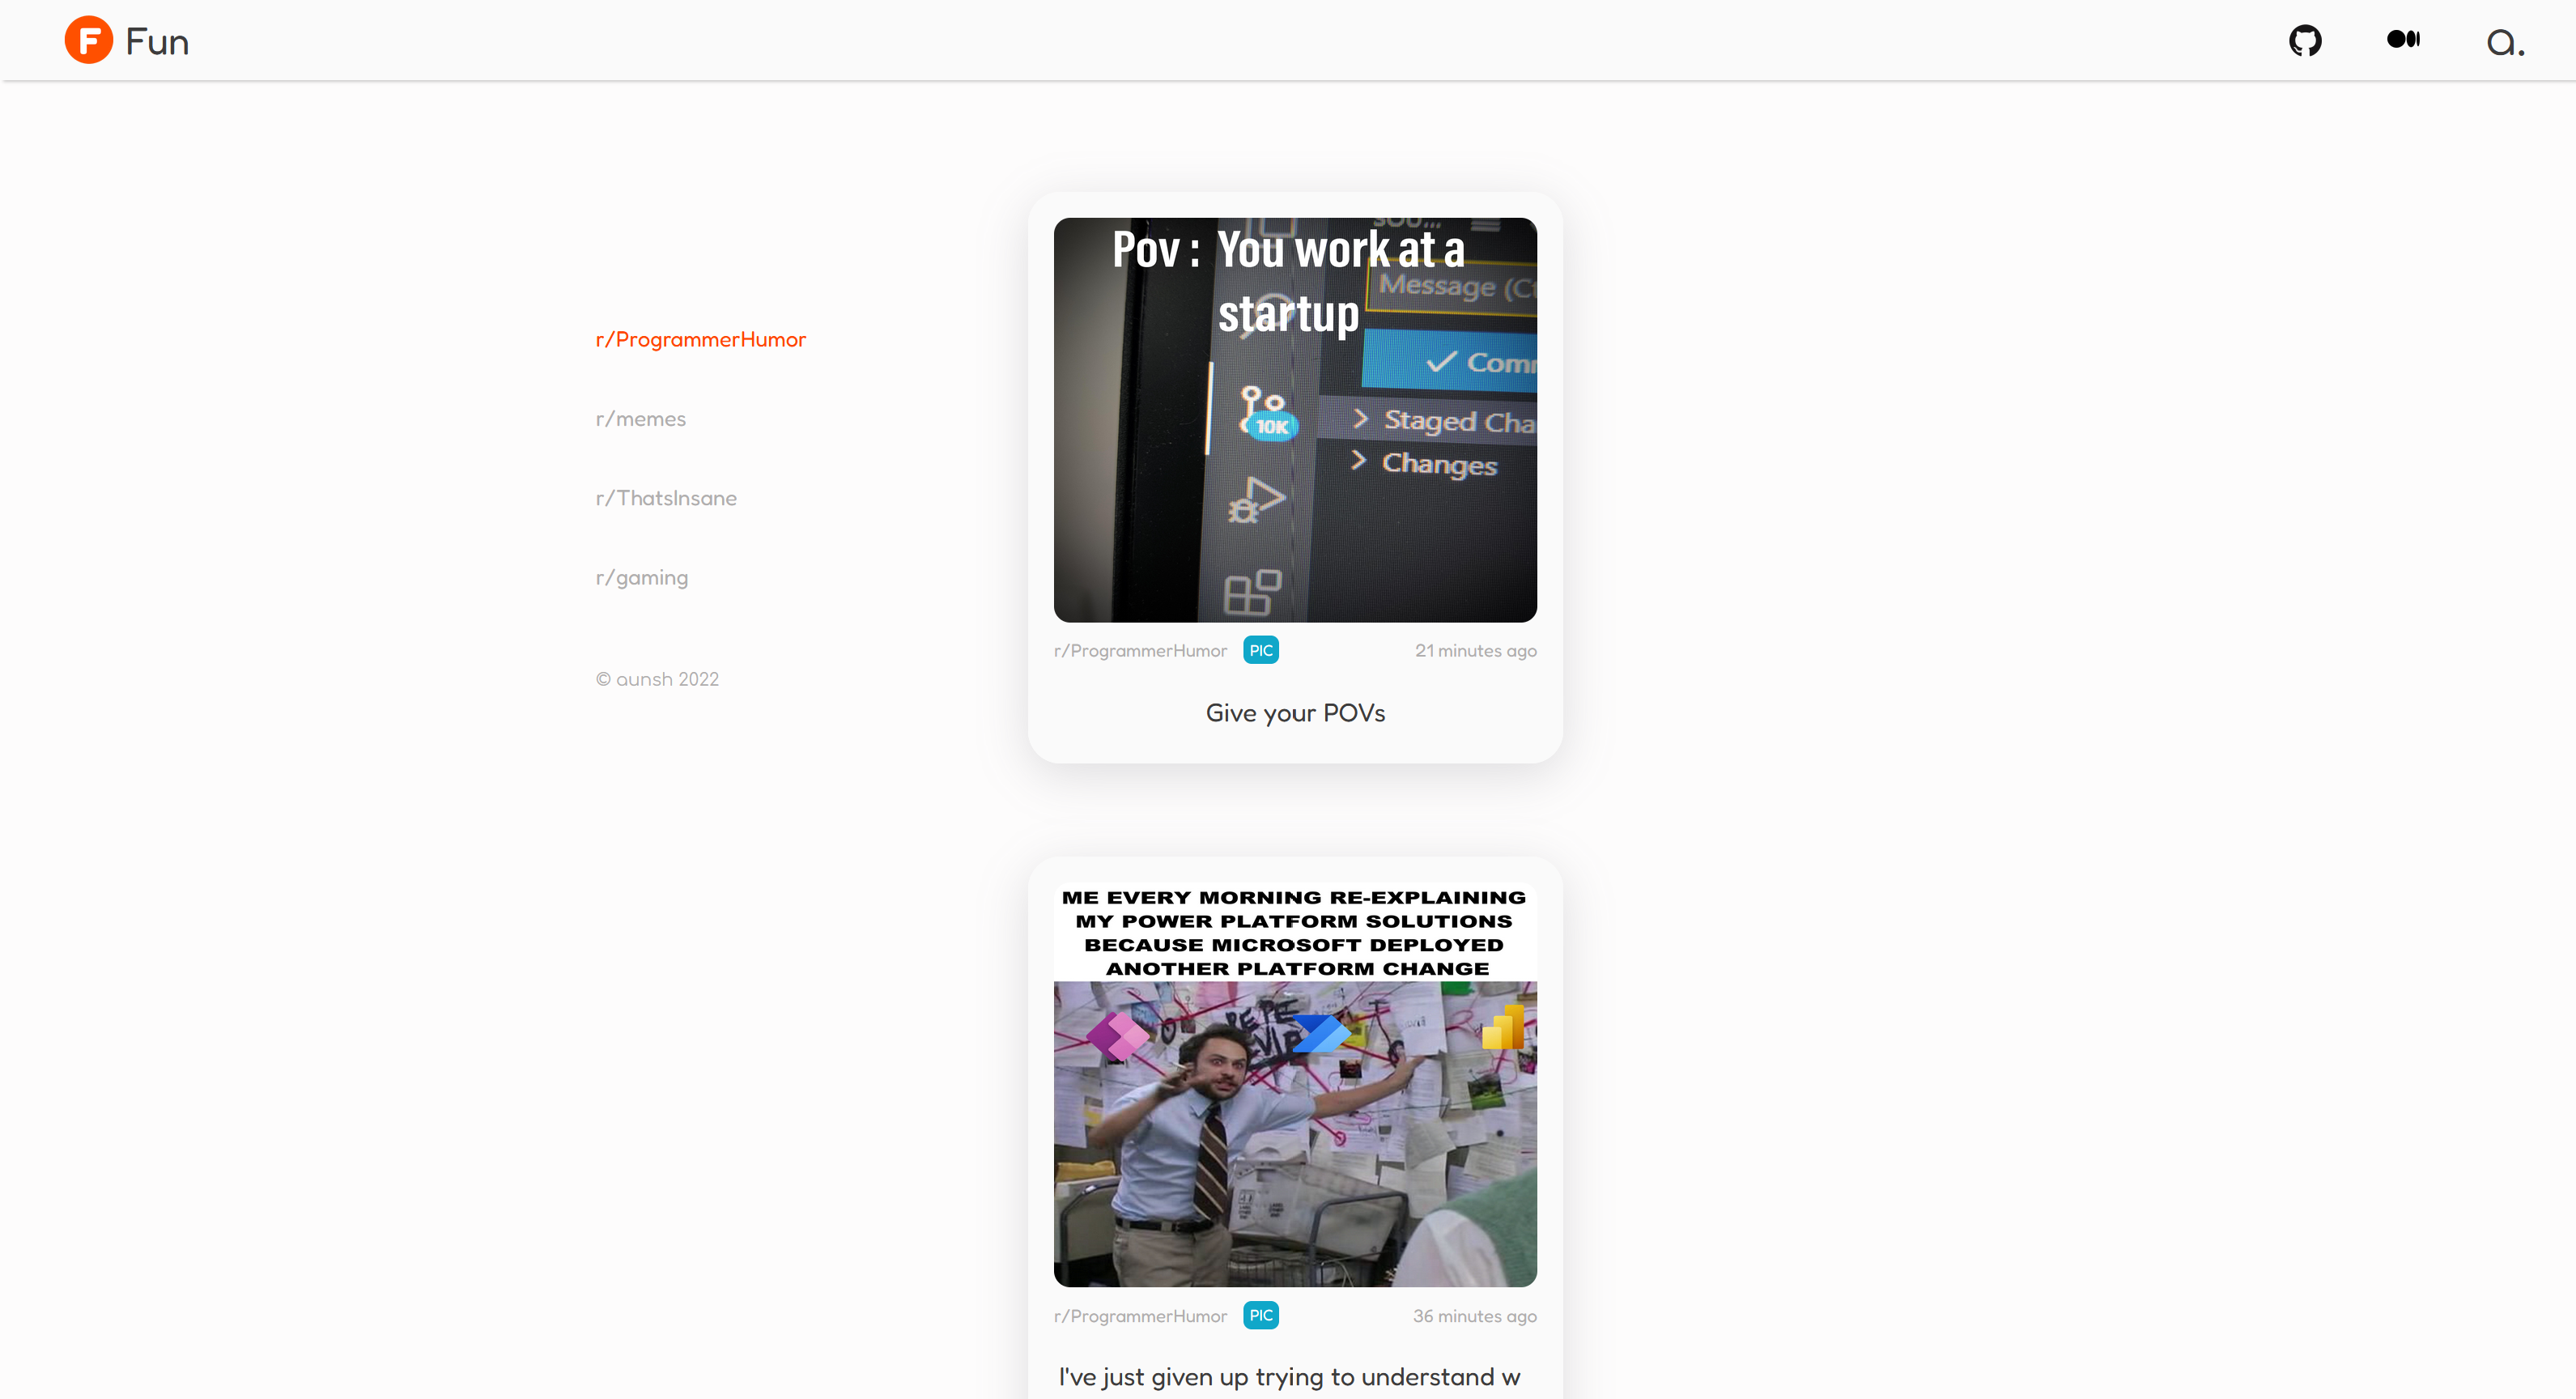 F Fun
a.
r/ProgrammerHumor
r/memes
r/ThatsInsane
r/gaming
© aunsh 2022
Pov : You work at a
startup
Message (Ct
Comm
10K
Staged Cha
Changes
r/ProgrammerHumor PIC 21 minutes ago
Give your POVs
ME EVERY MORNING RE-EXPLAINING
MY POWER PLATFORM SOLUTIONS
BECAUSE MICROSOFT DEPLOYED
ANOTHER PLATFORM CHANGE
r/ProgrammerHumor PIC 36 minutes ago
I've just given up trying to understand w